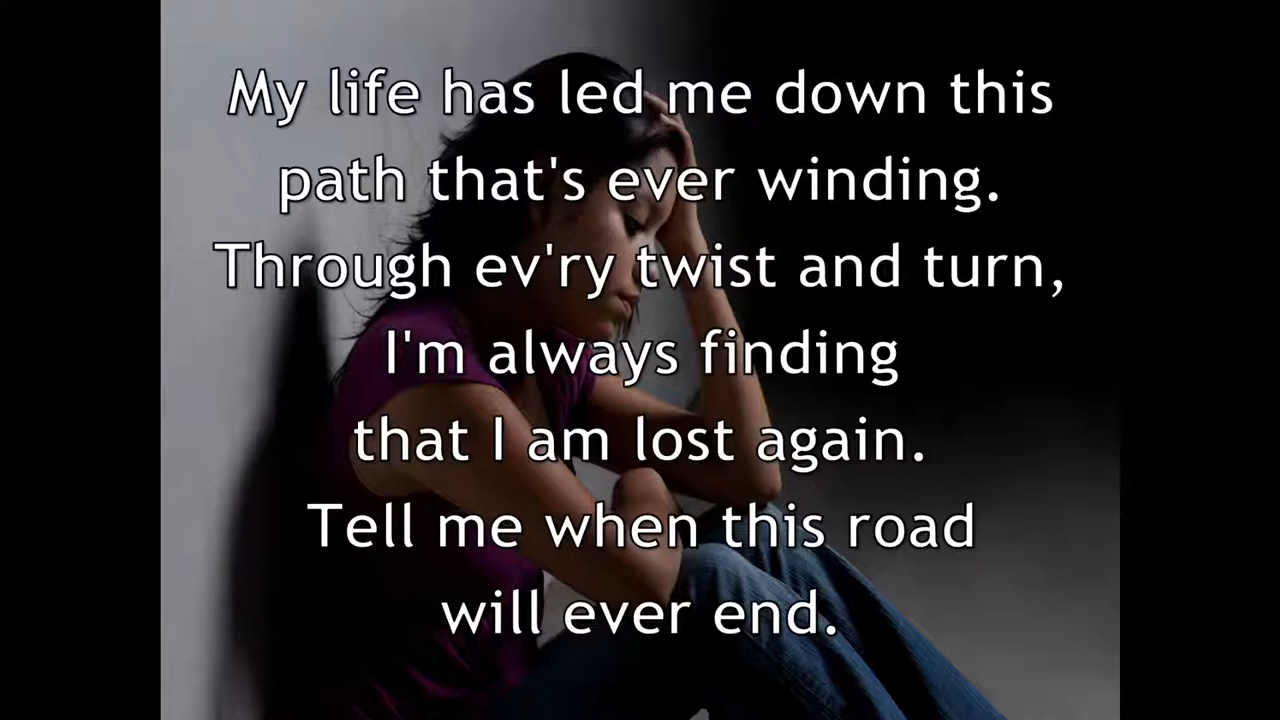 My life has led me down this
path that's ever winding.
Through ev'ry twist and turn,
I'm always finding
that I am lost again.
Tell me when this road
will ever end.